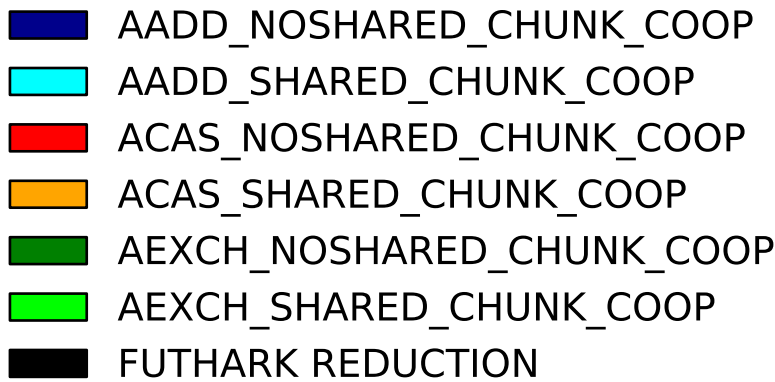 AADD_NOSHARED_CHUNK_COOP
AADD_SHARED_CHUNK_COOP
ACAS_NOSHARED_CHUNK_COOP
ACAS_SHARED_CHUNK_COOP
AEXCH_NOSHARED_CHUNK_COOP
AEXCH_SHARED_CHUNK_COOP
FUTHARK REDUCTION